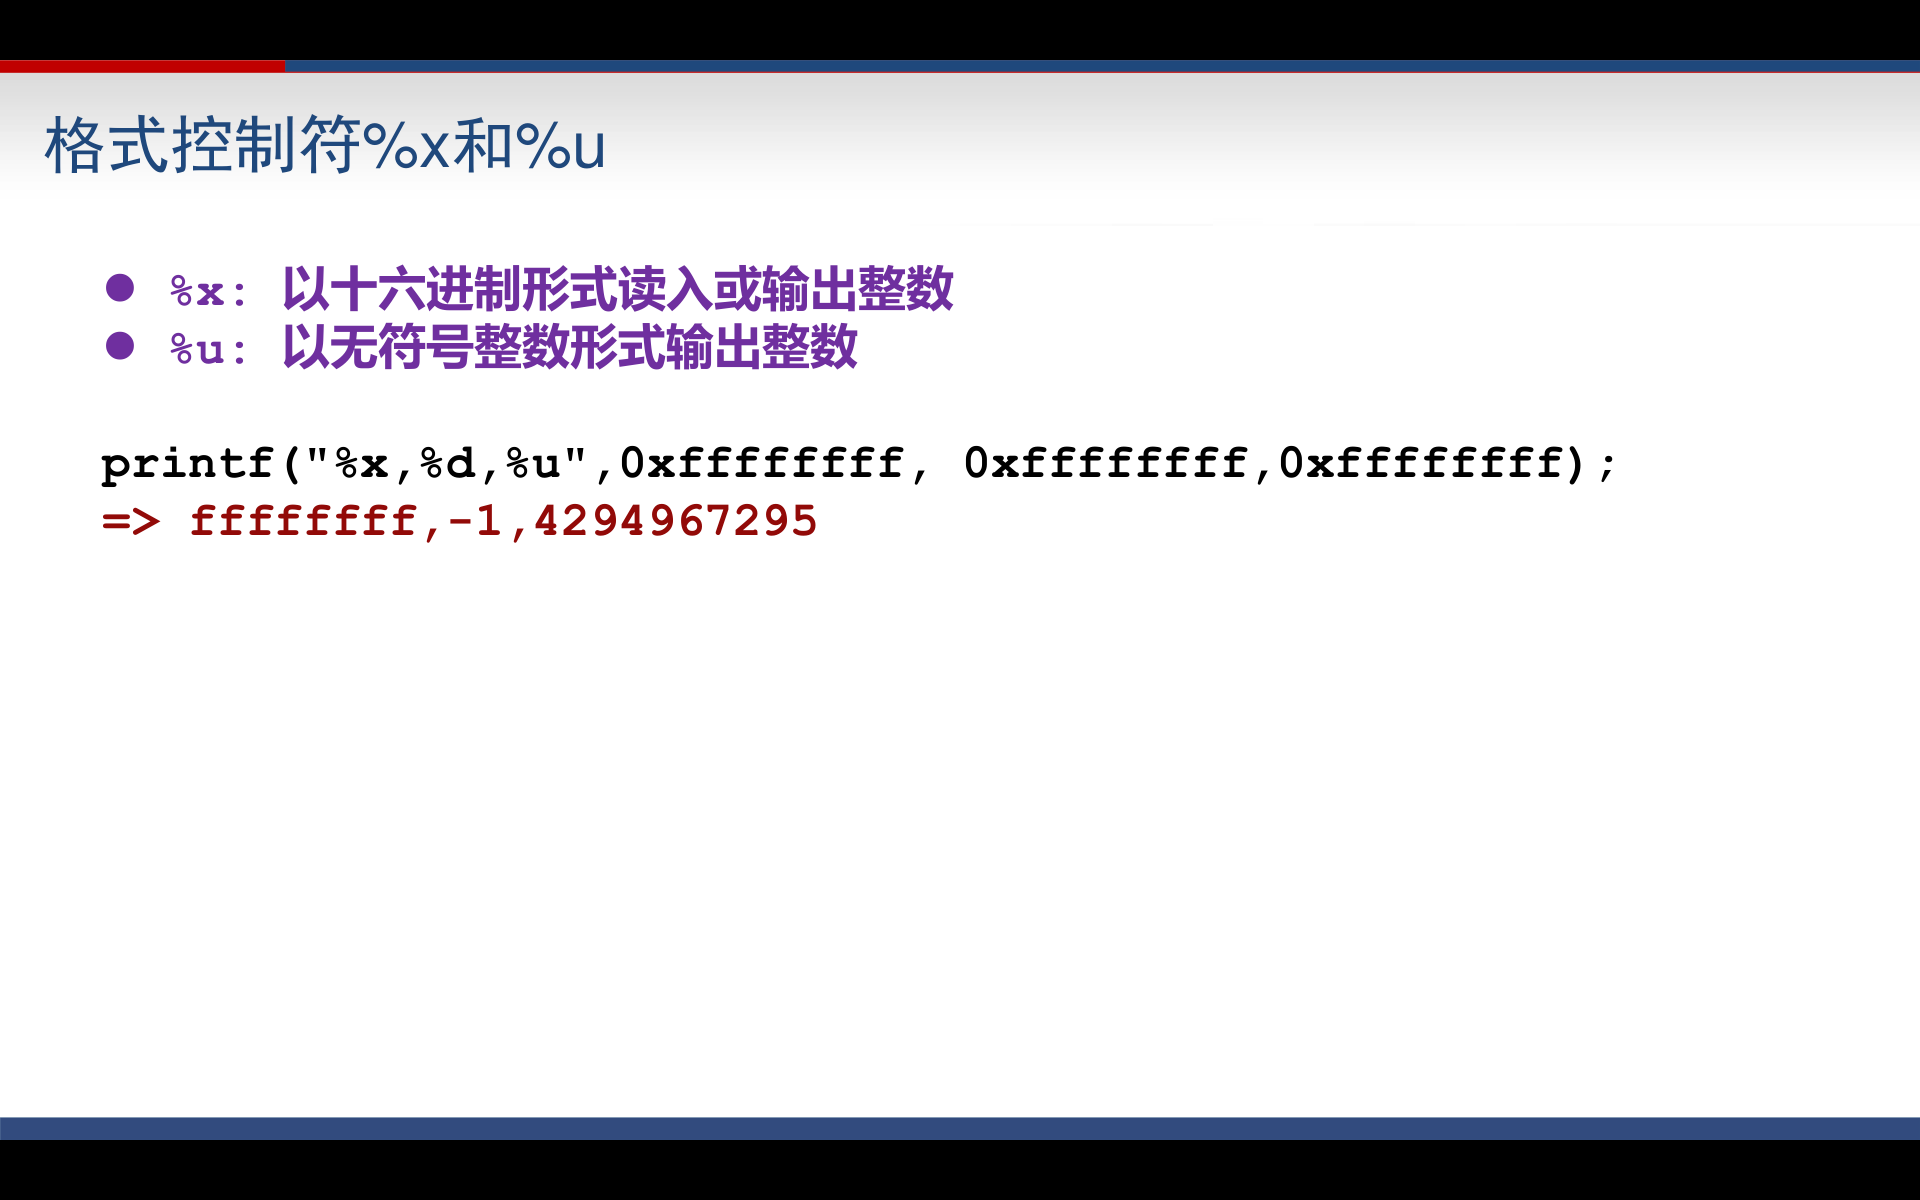 格式控制符%x和%u
● %x: 以十六进制形式读入或输出整数
● %u: 以无符号整数形式输出整数
printf("%x,%d,%u",0xffffffff, 0xffffffff,0xffffffff);
=> ffffffff,-1,4294967295